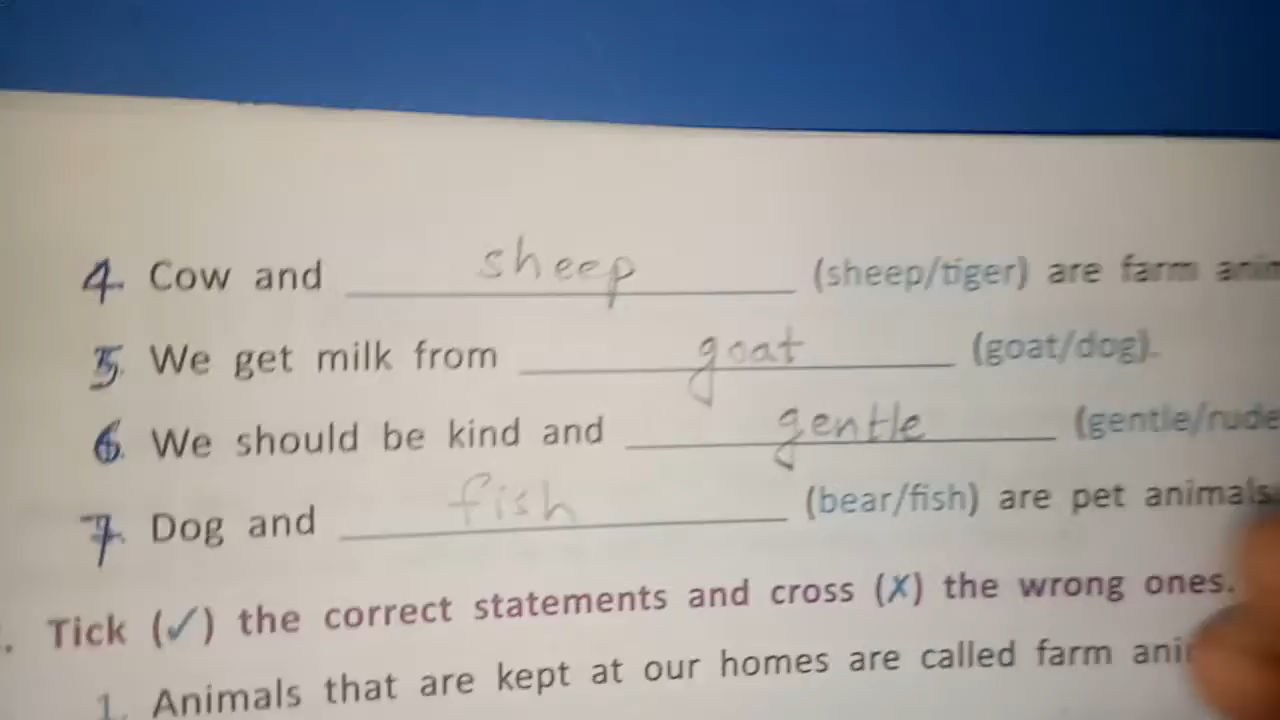 4. Cow and sheep (sheep/tiger) are farm
5. We get milk from goat (goat/dog).
6. We should be kind and gentle (gentle/rude
7. Dog and fish (bear/fish) are pet animals
Tick (✓) the correct statements and cross (X) the wrong ones.
1. Animals that are kept at our homes are called farm